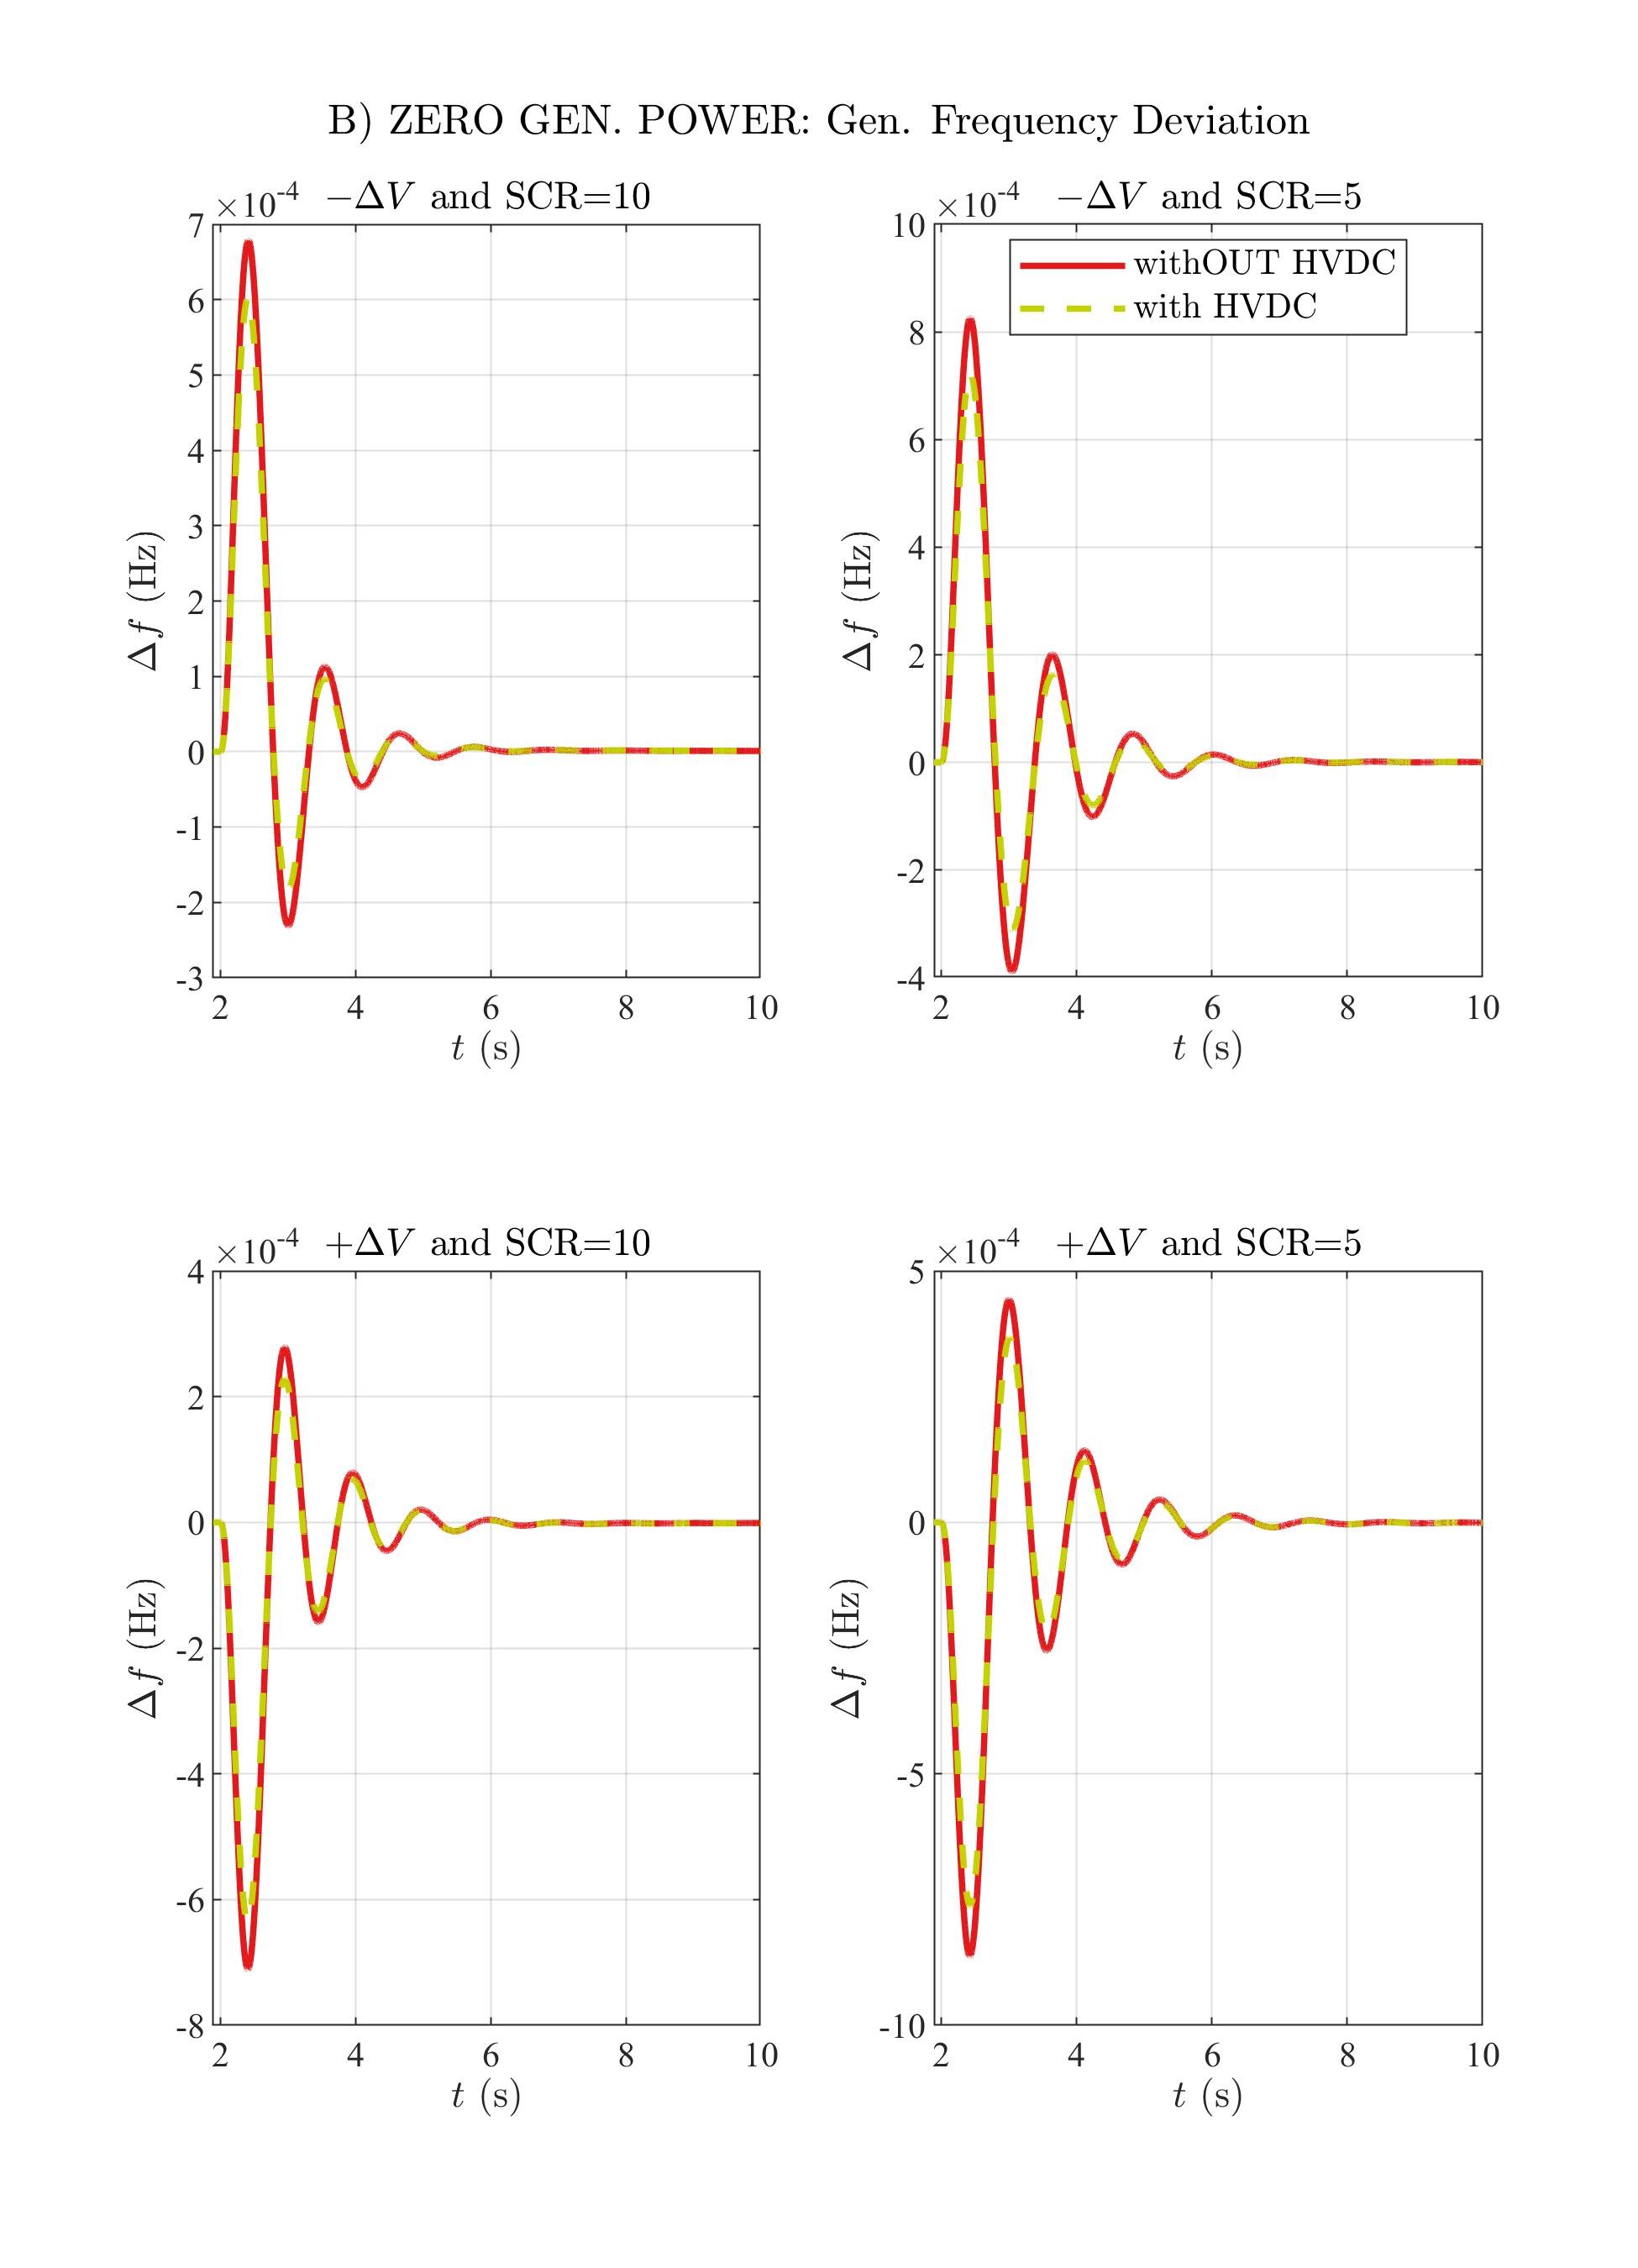 B) ZERO GEN. POWER: Gen. Frequency Deviation
×10-4 −ΔV and SCR=10
7
6
5
4
3
2
1
0
-1
-2
-3
Δf (Hz)
2 4 6 8 10
t (s)
×10-4 −ΔV and SCR=5
withOUT HVDC
with HVDC
10
8
6
4
2
0
-2
-4
Δf (Hz)
2 4 6 8 10
t (s)
×10-4 +ΔV and SCR=10
4
2
0
-2
-4
-6
-8
Δf (Hz)
2 4 6 8 10
t (s)
×10-4 +ΔV and SCR=5
5
0
-5
-10
Δf (Hz)
2 4 6 8 10
t (s)